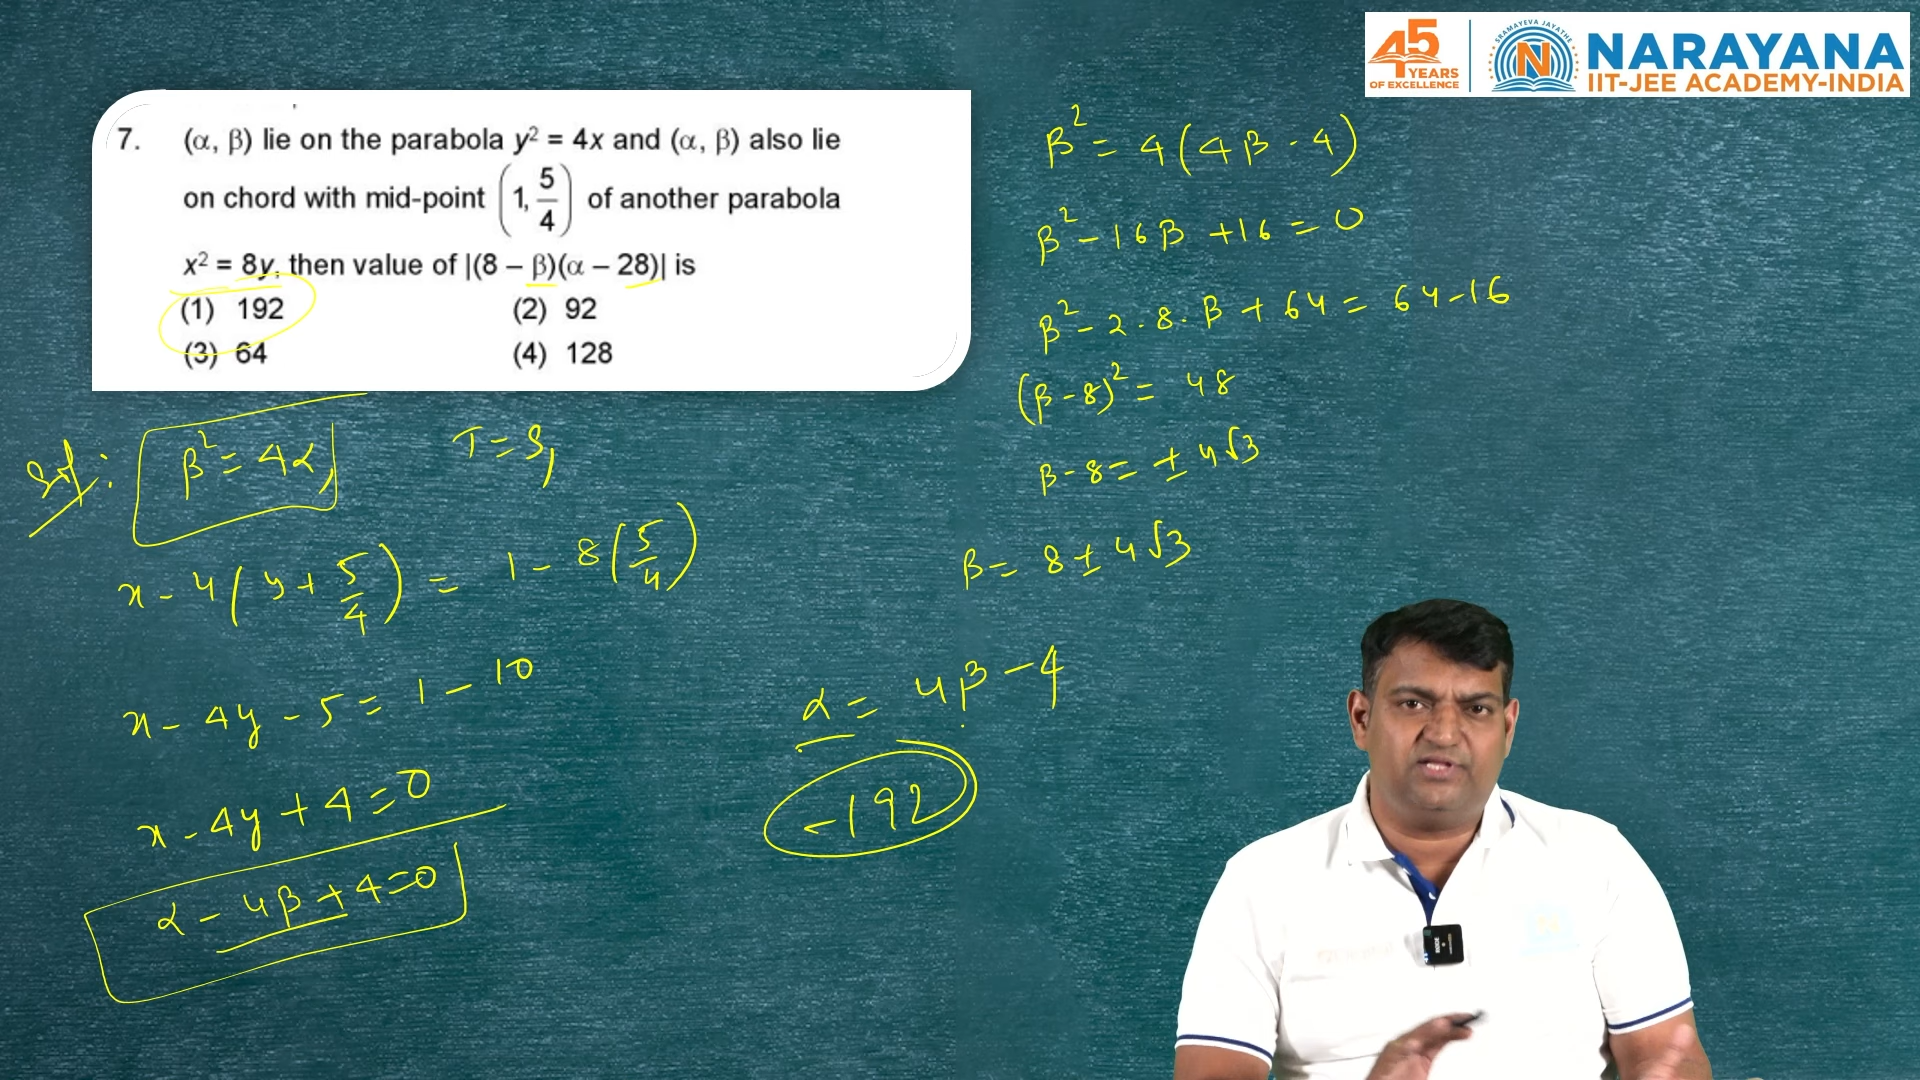 45
YEARS
OF EXCELLENCE
SRAMAYEVA JAYATHE
N
NARAYANA
IIT-JEE ACADEMY-INDIA
7. (α, β) lie on the parabola y² = 4x and (α, β) also lie
on chord with mid-point (1, 5/4) of another parabola
x² = 8y, then value of |(8 – β)(α – 28)| is
(1) 192 (2) 92
(3) 64 (4) 128
Sol: β² = 4α, T = S₁
x - 4(y + 5/4) = 1 - 8(5/4)
x - 4y - 5 = 1 - 10
x - 4y + 4 = 0
α - 4β + 4 = 0
β² = 4(4β - 4)
β² - 16β + 16 = 0
β² - 2·8·β + 64 = 64 - 16
(β - 8)² = 48
β - 8 = ± 4√3
β = 8 ± 4√3
α = 4β - 4
-192